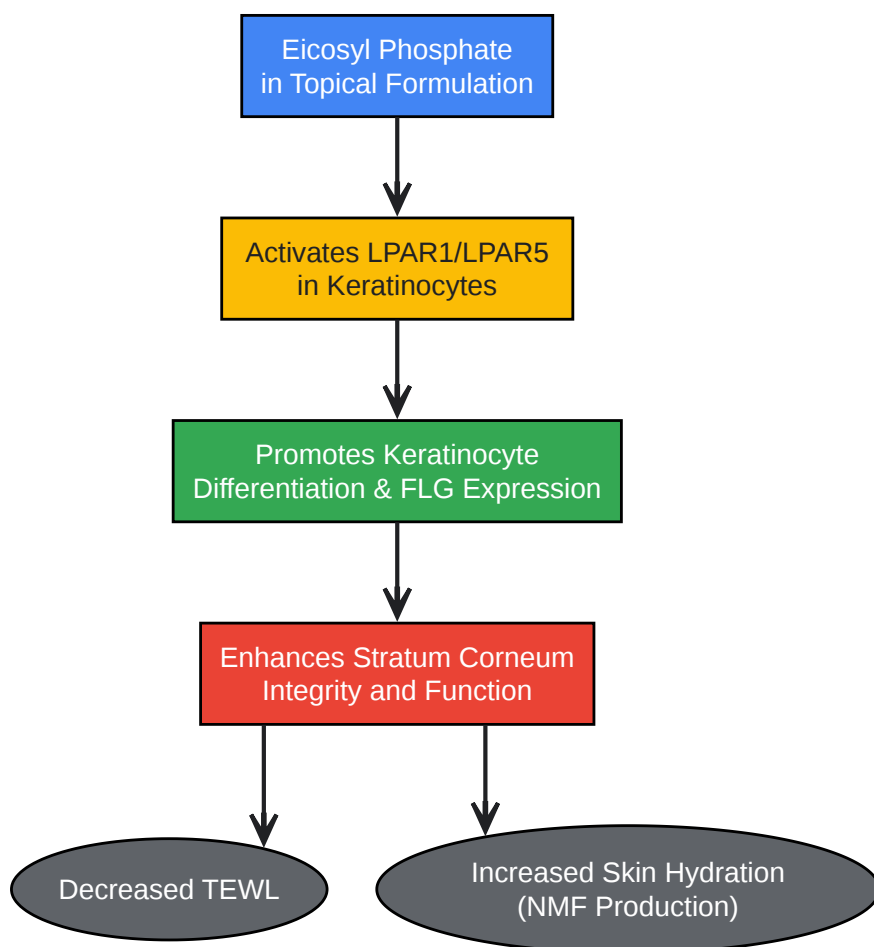 Eicosyl Phosphate
in Topical Formulation
Activates LPAR1/LPAR5
in Keratinocytes
Promotes Keratinocyte
Differentiation & FLG Expression
Enhances Stratum Corneum
Integrity and Function
Decreased TEWL
Increased Skin Hydration
(NMF Production)